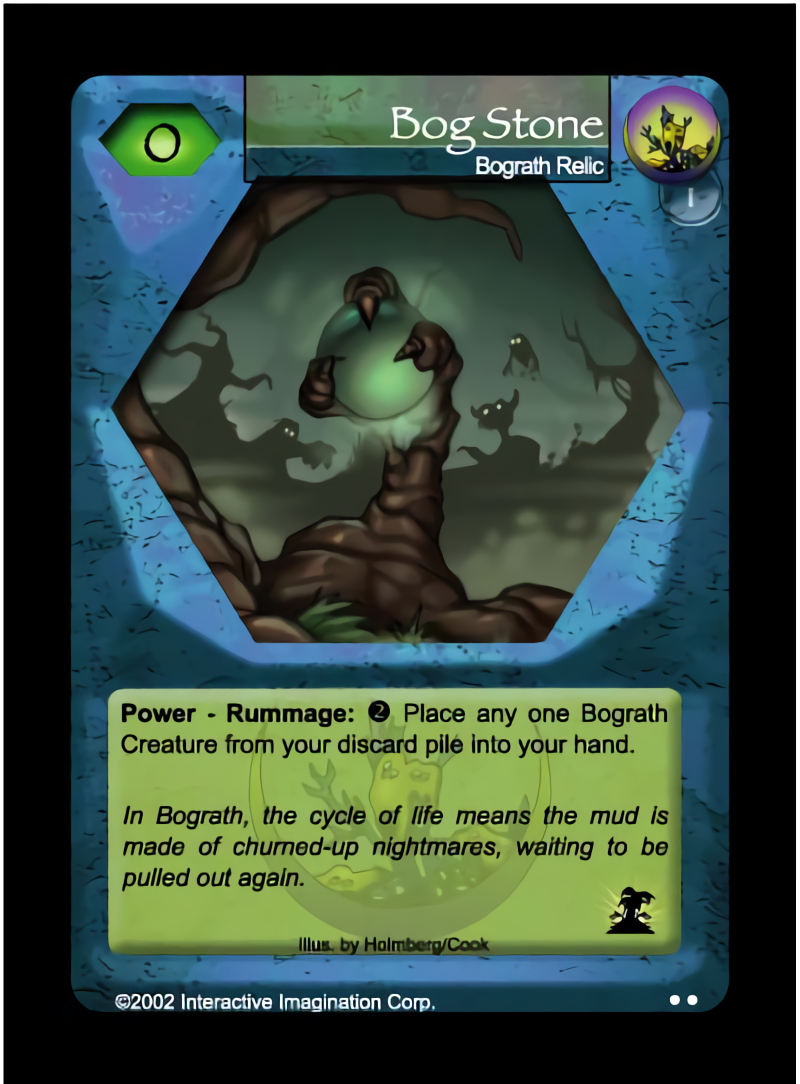 0
Bog Stone
Bograth Relic
1
Power - Rummage: ❷ Place any one Bograth
Creature from your discard pile into your hand.
In Bograth, the cycle of life means the mud is
made of churned-up nightmares, waiting to be
pulled out again.
Illus. by Holmberg/Cook
©2002 Interactive Imagination Corp.